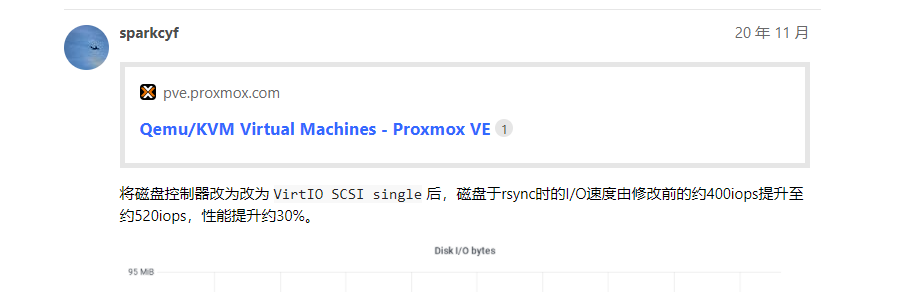 sparkcyf
20 年 11 月
pve.proxmox.com
Qemu/KVM Virtual Machines - Proxmox VE 1
将磁盘控制器改为改为 VirtIO SCSI single 后，磁盘于rsync时的I/O速度由修改前的约400iops提升至
约520iops，性能提升约30%。
Disk I/O bytes
95 MiB